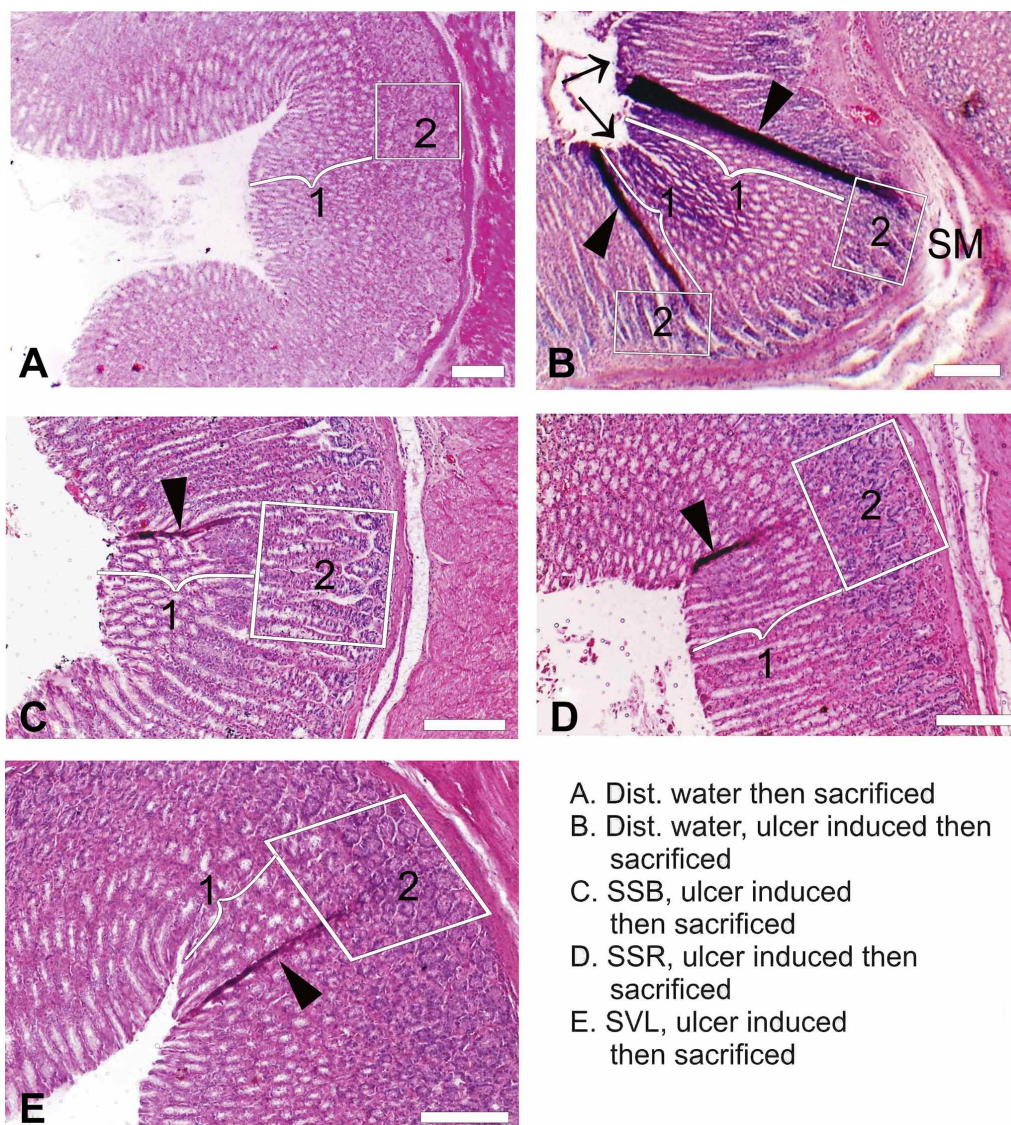 1
2
A
1
1
2
2
SM
B
1
2
C
1
2
D
1
2
E
A. Dist. water then sacrificed
B. Dist. water, ulcer induced then
sacrificed
C. SSB, ulcer induced
then sacrificed
D. SSR, ulcer induced then
sacrificed
E. SVL, ulcer induced
then sacrificed